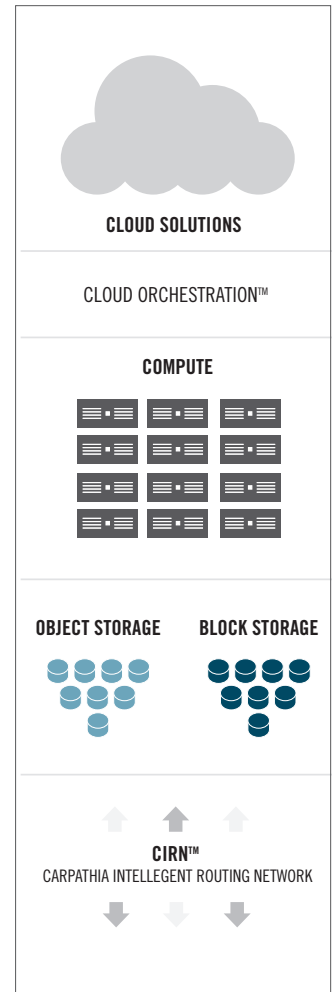 CLOUD SOLUTIONS
CLOUD ORCHESTRATION™
COMPUTE
OBJECT STORAGE
BLOCK STORAGE
CIRN™
CARPATHIA INTELLEGENT ROUTING NETWORK